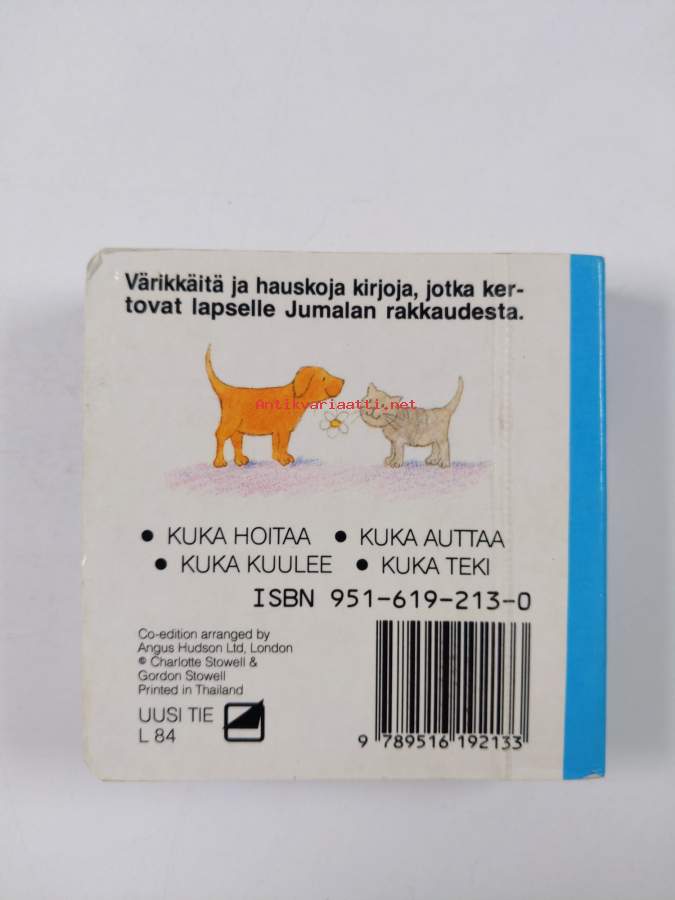 Värikkäitä ja hauskoja kirjoja, jotka ker-
tovat lapselle Jumalan rakkaudesta.
Antikvariaatti.net
• KUKA HOITAA • KUKA AUTTAA
• KUKA KUULEE • KUKA TEKI
ISBN 951-619-213-0
Co-edition arranged by
Angus Hudson Ltd, London
© Charlotte Stowell &
Gordon Stowell
Printed in Thailand
UUSI TIE
L 84
9 789516 192133